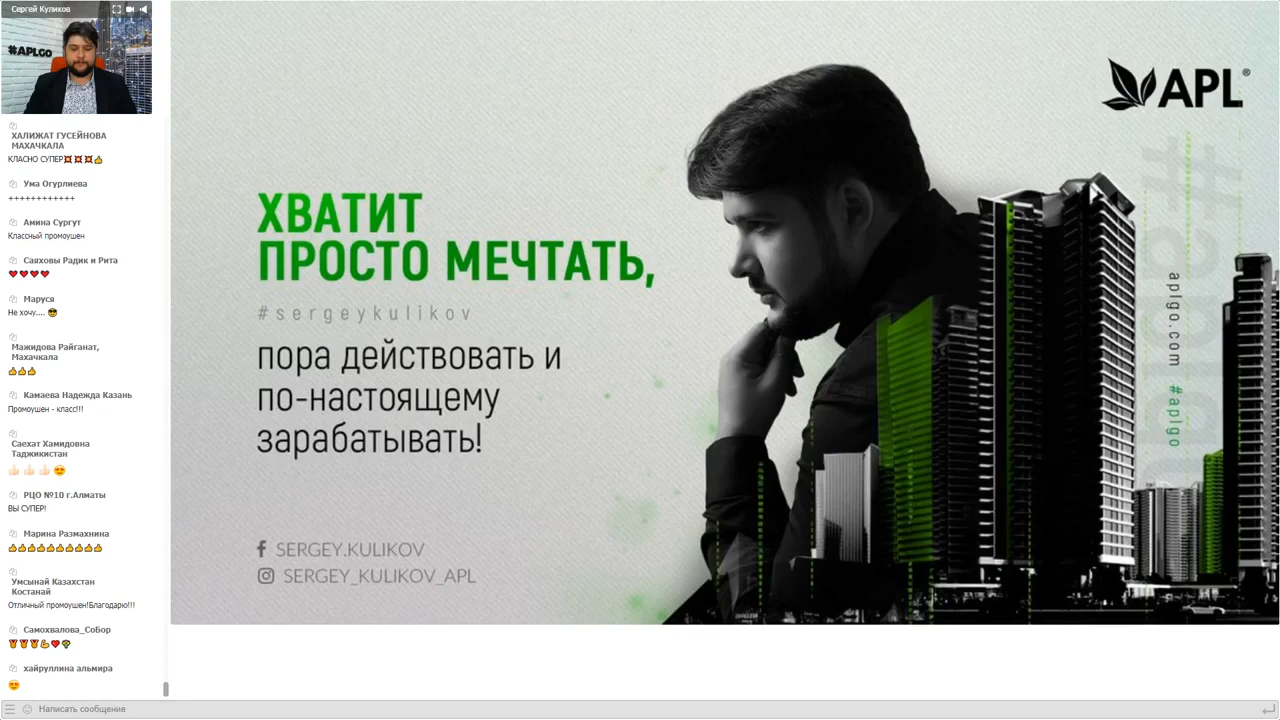 Сергей Куликов
#APLGO
ХАЛИЖАТ ГУСЕЙНОВА
МАХАЧКАЛА
КЛАСНО СУПЕР
Ума Огурлиева
++++++++++++
Амина Сургут
Классный промоушен
Саяховы Радик и Рита
Маруся
Не хочу....
Мажидова Райганат,
Махачкала
Камаева Надежда Казань
Промоушен - класс!!!
Саехат Хамидовна
Таджикистан
РЦО №10 г.Алматы
ВЫ СУПЕР!
Марина Размахнина
Умсынай Казахстан
Костанай
Отличный промоушен!Благодарю!!!
Самохвалова_Собор
хайруллина альмира
Написать сообщение
APL®
ХВАТИТ
ПРОСТО МЕЧТАТЬ,
#sergeykulikov
пора действовать и
по-настоящему
зарабатывать!
SERGEY.KULIKOV
SERGEY_KULIKOV_APL
aplgo.com #aplgo